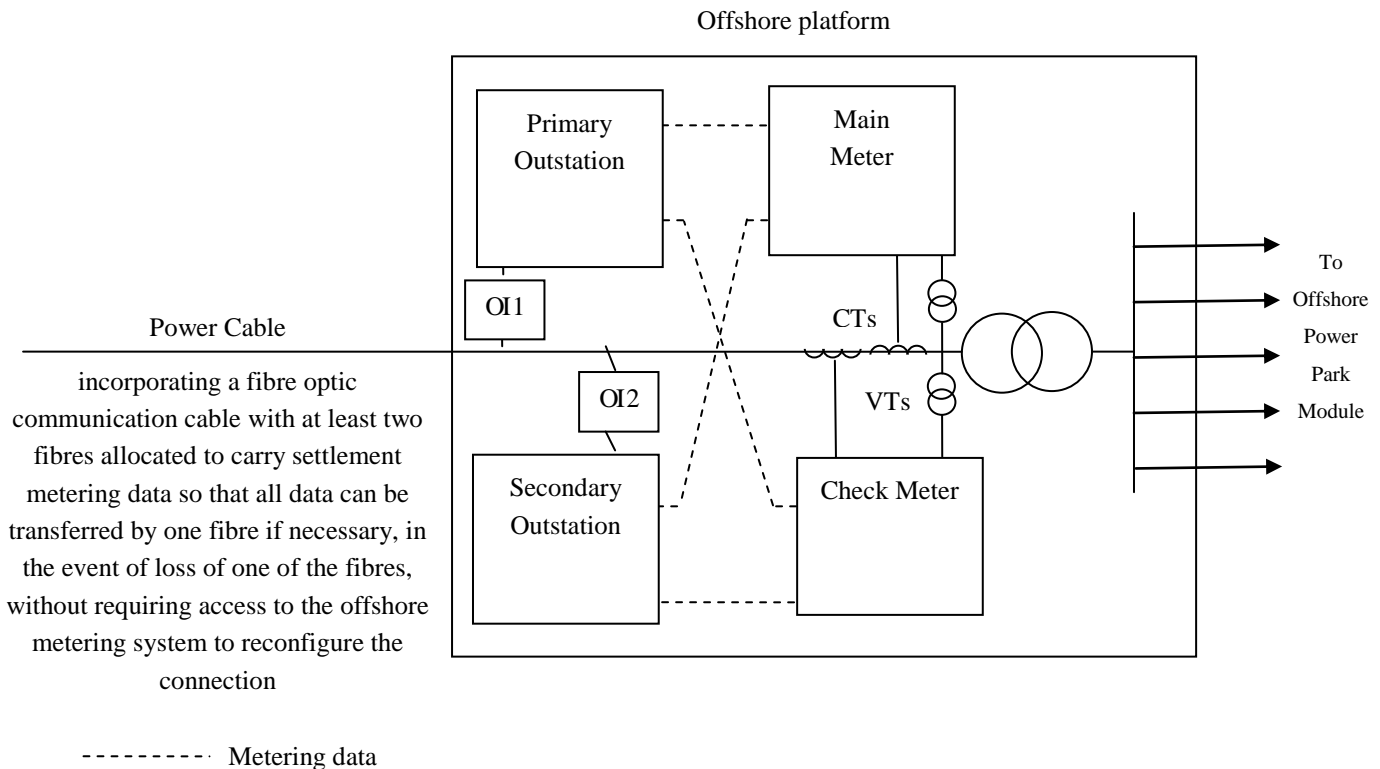 Offshore platform
Primary
Outstation
Main
Meter
OI1
Power Cable
CTs
To
Offshore
Power
Park
Module
incorporating a fibre optic
communication cable with at least two
fibres allocated to carry settlement
metering data so that all data can be
transferred by one fibre if necessary, in
the event of loss of one of the fibres,
without requiring access to the offshore
metering system to reconfigure the
connection
OI2
VTs
Secondary
Outstation
Check Meter
Metering data